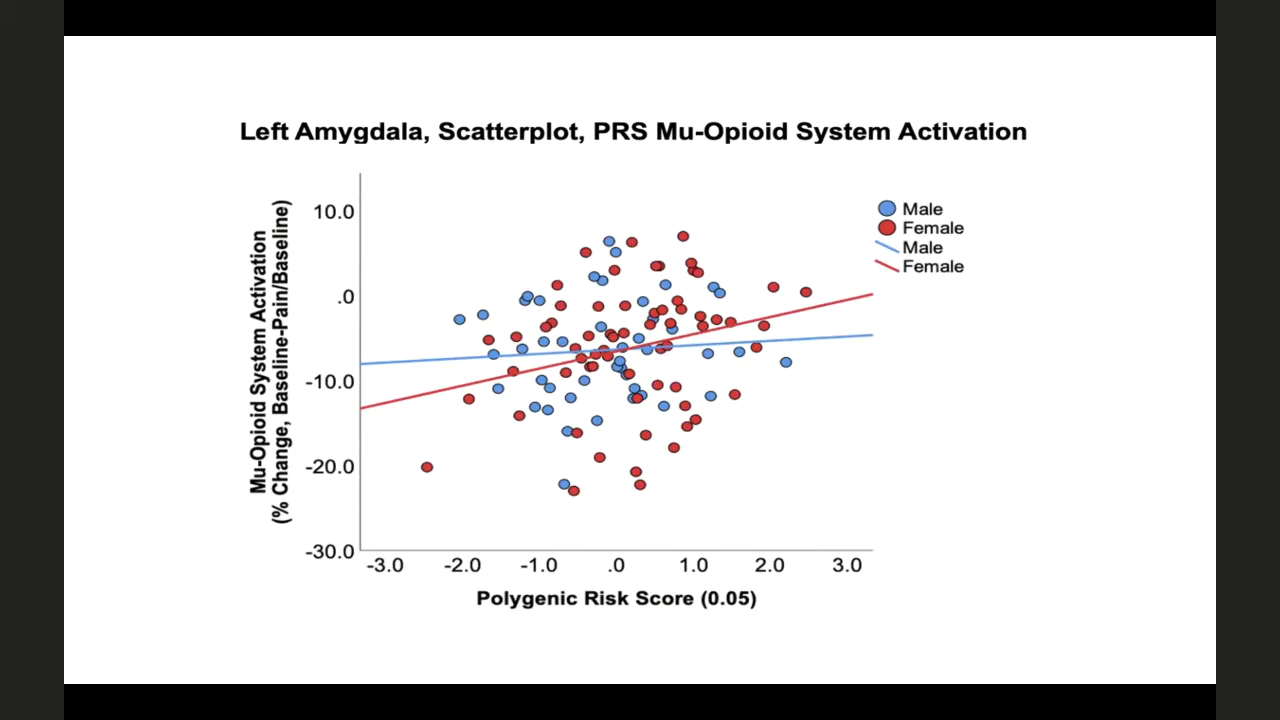 Left Amygdala, Scatterplot, PRS Mu-Opioid System Activation
Mu-Opioid System Activation
(% Change, Baseline-Pain/Baseline)
10.0
.0
-10.0
-20.0
-30.0
-3.0 -2.0 -1.0 .0 1.0 2.0 3.0
Polygenic Risk Score (0.05)
Male
Female
Male
Female